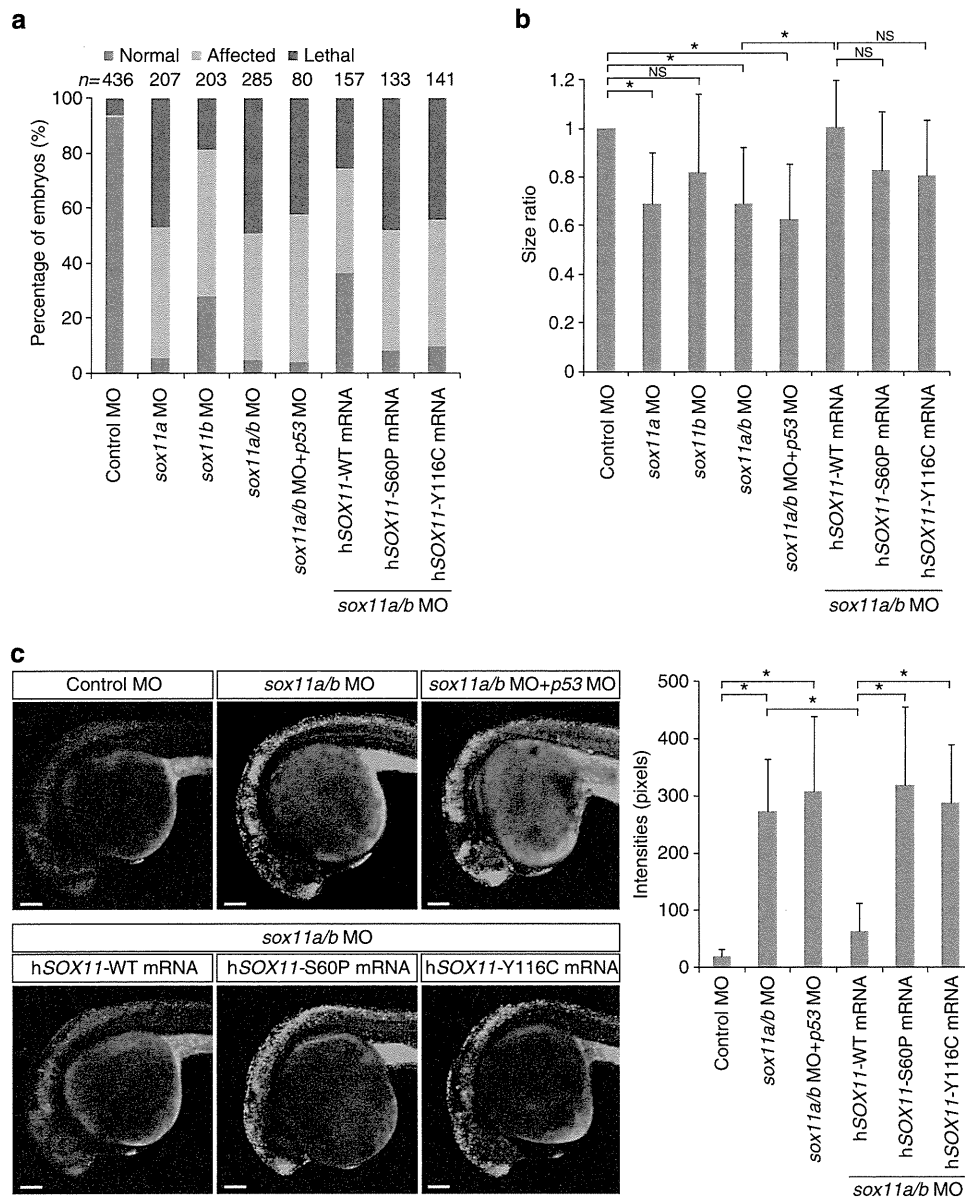 a
Normal Affected Lethal
n=436 207 203 285 80 157 133 141
Percentage of embryos (%)
100
80
60
40
20
0
Control MO
sox11a MO
sox11b MO
sox11a/b MO
sox11a/b MO+p53 MO
hSOX11-WT mRNA
hSOX11-S60P mRNA
hSOX11-Y116C mRNA
sox11a/b MO
b
* NS
* NS
NS
*
*
*
Size ratio
1.2
1
0.8
0.6
0.4
0.2
0
Control MO
sox11a MO
sox11b MO
sox11a/b MO
sox11a/b MO+p53 MO
hSOX11-WT mRNA
hSOX11-S60P mRNA
hSOX11-Y116C mRNA
sox11a/b MO
c
Control MO
sox11a/b MO
sox11a/b MO+p53 MO
sox11a/b MO
hSOX11-WT mRNA
hSOX11-S60P mRNA
hSOX11-Y116C mRNA
Intensities (pixels)
500
400
300
200
100
0
* *
* *
*
Control MO
sox11a/b MO
sox11a/b MO+p53 MO
hSOX11-WT mRNA
hSOX11-S60P mRNA
hSOX11-Y116C mRNA
sox11a/b MO